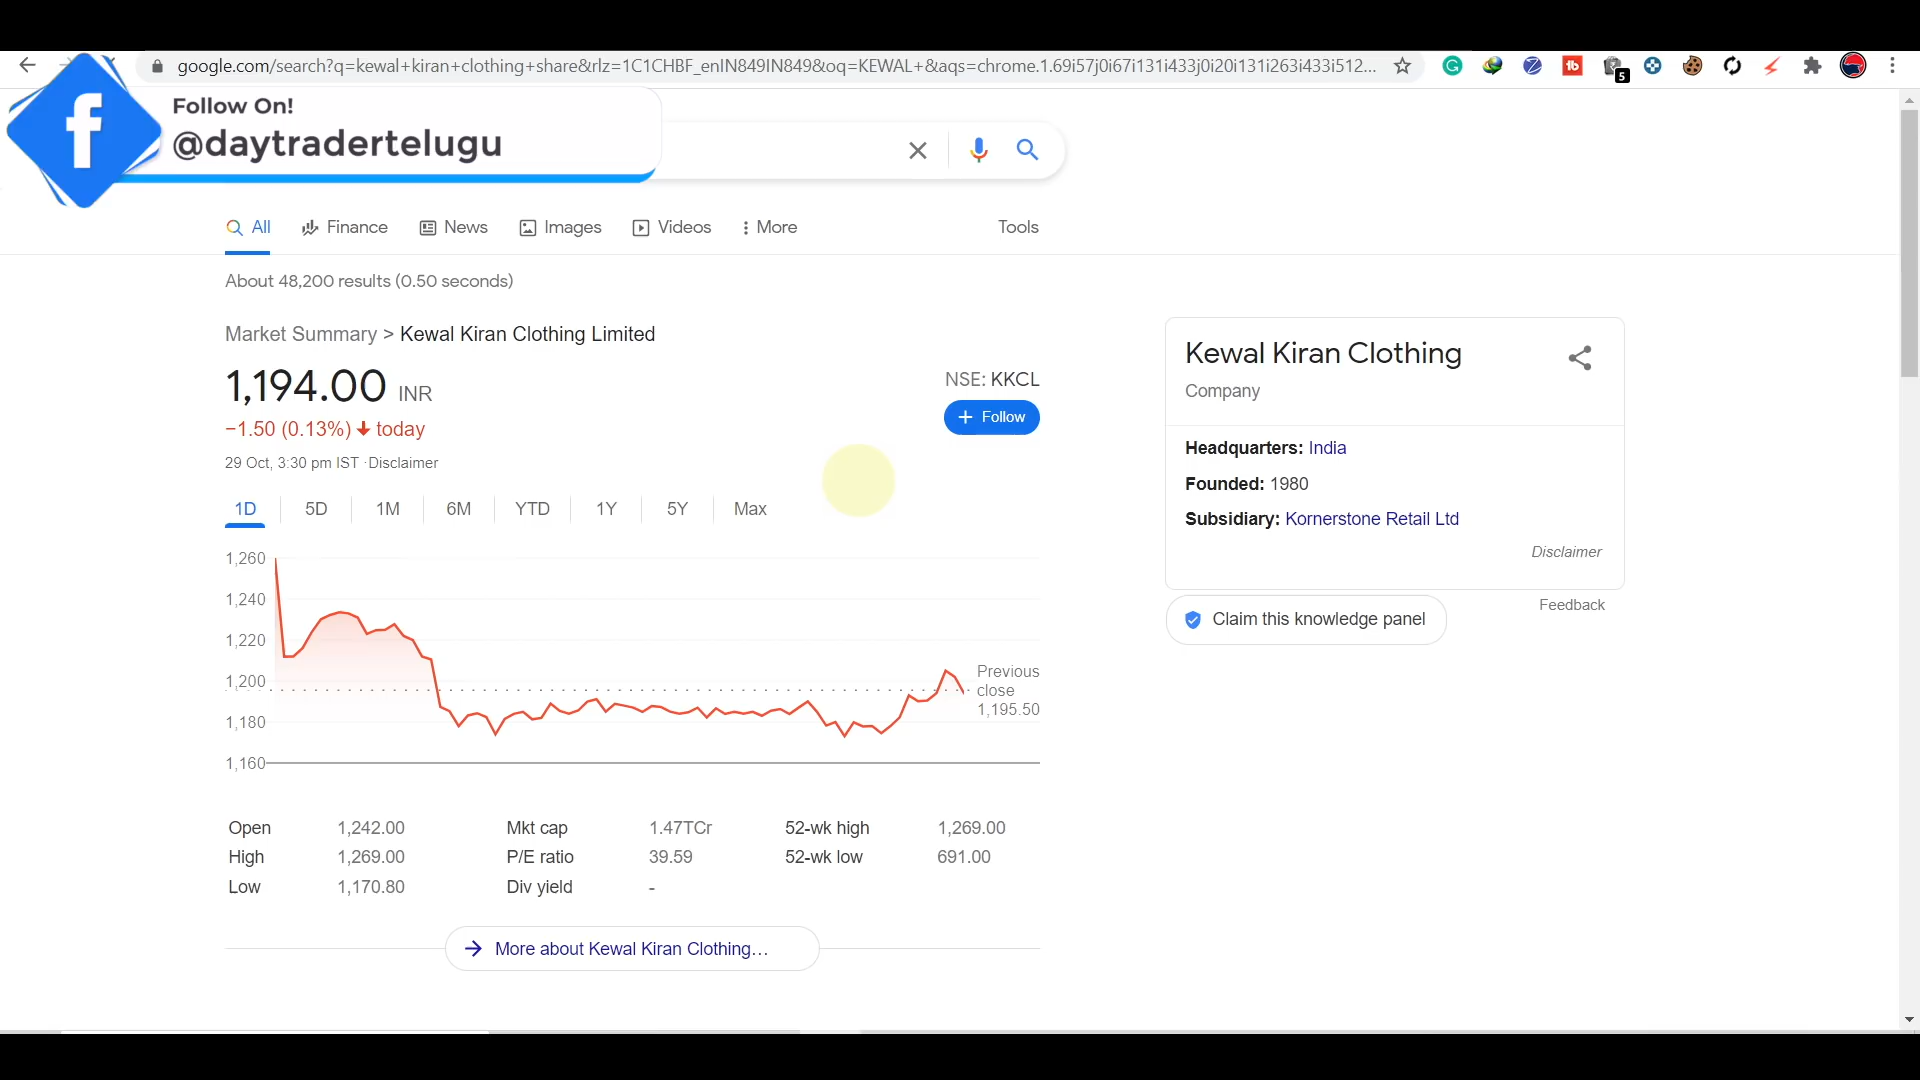 google.com/search?q=kewal+kiran+clothing+share&rlz=1C1CHBF_enIN849IN849&oq=KEWAL+&aqs=chrome.1.69i57j0i67i131i433j0i20i131i263i433i512...
5
Follow On!
@daytradertelugu
All Finance News Images Videos More Tools
About 48,200 results (0.50 seconds)
Market Summary > Kewal Kiran Clothing Limited
1,194.00 INR
NSE: KKCL
−1.50 (0.13%) today
+ Follow
29 Oct, 3:30 pm IST ·Disclaimer
1D 5D 1M 6M YTD 1Y 5Y Max
1,260
1,240
1,220
1,200
1,180
1,160
Previous
close
1,195.50
Open 1,242.00 Mkt cap 1.47TCr 52-wk high 1,269.00
High 1,269.00 P/E ratio 39.59 52-wk low 691.00
Low 1,170.80 Div yield -
More about Kewal Kiran Clothing…
Kewal Kiran Clothing
Company
Headquarters: India
Founded: 1980
Subsidiary: Kornerstone Retail Ltd
Disclaimer
Feedback
Claim this knowledge panel